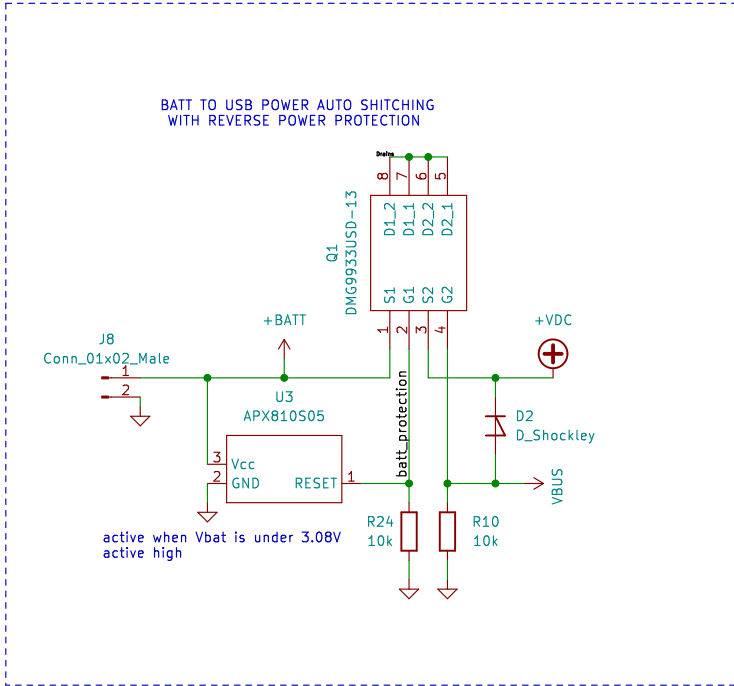 BATT TO USB POWER AUTO SHITCHING
WITH REVERSE POWER PROTECTION
Drains
8
7
6
5
D1_2
D1_1
D2_2
D2_1
Q1
DMG9933USD-13
S1
G1
S2
G2
1
2
3
4
+BATT
+VDC
J8
Conn_01x02_Male
1
2
U3
APX810S05
batt_protection
D2
D_Shockley
3
Vcc
2
GND
RESET
1
VBUS
R24
10k
R10
10k
active when Vbat is under 3.08V
active high